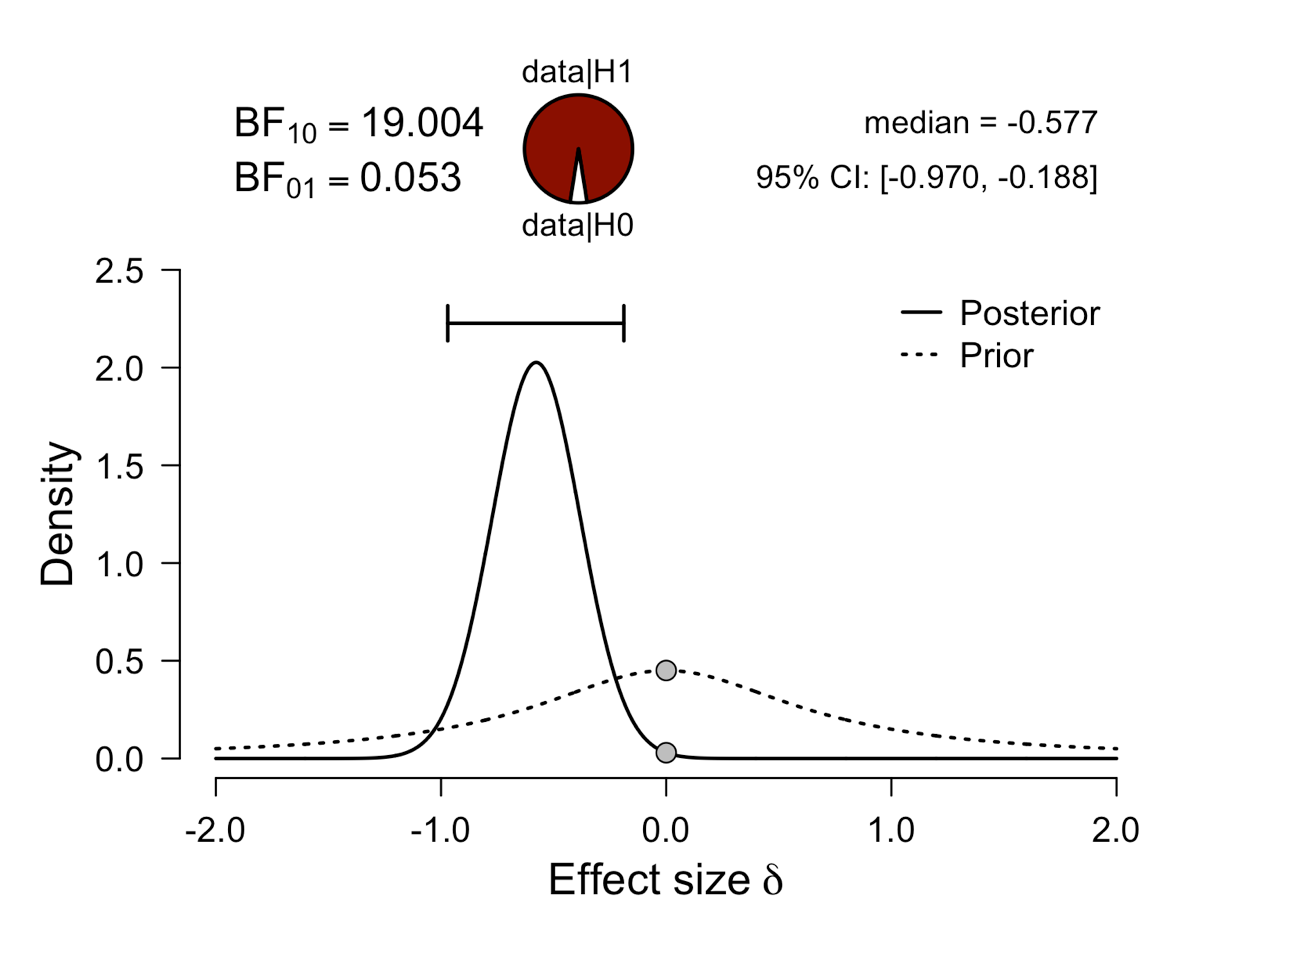 data|H1
BF₁₀ = 19.004
median = -0.577
BF₀₁ = 0.053
95% CI: [-0.970, -0.188]
data|H0
2.5
Posterior
Prior
2.0
1.5
Density
1.0
0.5
0.0
-2.0 -1.0 0.0 1.0 2.0
Effect size δ